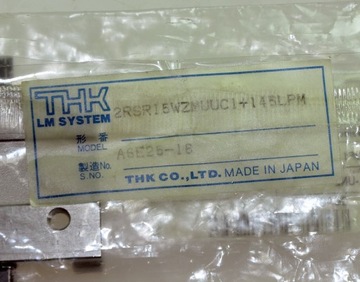 THK
LM SYSTEM
2RSR15WZMUUC1+145LPM
形 番
MODEL
A6E25-18
製造No.
S.NO.
THK CO.,LTD. MADE IN JAPAN